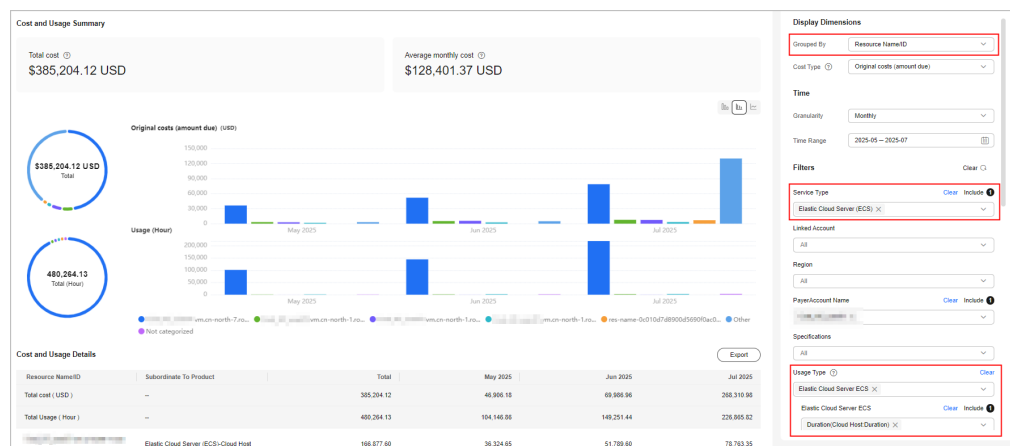 Cost and Usage Summary
Total cost
$385,204.12 USD
Average monthly cost
$128,401.37 USD
Original costs (amount due) (USD)
150,000
120,000
90,000
60,000
30,000
0
May 2025
Jun 2025
Jul 2025
$385,204.12 USD
Total
Usage (Hour)
200,000
150,000
100,000
50,000
0
May 2025
Jun 2025
Jul 2025
480,264.13
Total (Hour)
vm.cn-north-7.ro...
vm.cn-north-1.ro...
vm.cn-north-1.ro...
vm.cn-north-1.ro...
res-name-0c010d7d8900d5690f0ac0...
Other
Not categorized
Cost and Usage Details
Export
Resource Name/ID Subordinate To Product Total May 2025 Jun 2025 Jul 2025
Total cost ( USD ) -- 385,204.12 46,906.18 69,986.96 268,310.98
Total Usage ( Hour ) -- 480,264.13 104,146.86 149,251.44 226,865.82
Elastic Cloud Server (ECS)-Cloud Host 166,877.60 36,324.65 51,789.60 78,763.35
Display Dimensions
Grouped By Resource Name/ID
Cost Type Original costs (amount due)
Time
Granularity Monthly
Time Range 2025-05 -- 2025-07
Filters Clear
Service Type Clear Include 1
Elastic Cloud Server (ECS) ×
Linked Account
All
Region
All
PayerAccount Name Clear Include 1
Specifications
All
Usage Type Clear
Elastic Cloud Server ECS ×
Elastic Cloud Server ECS Clear Include 1
Duration(Cloud Host:Duration) ×